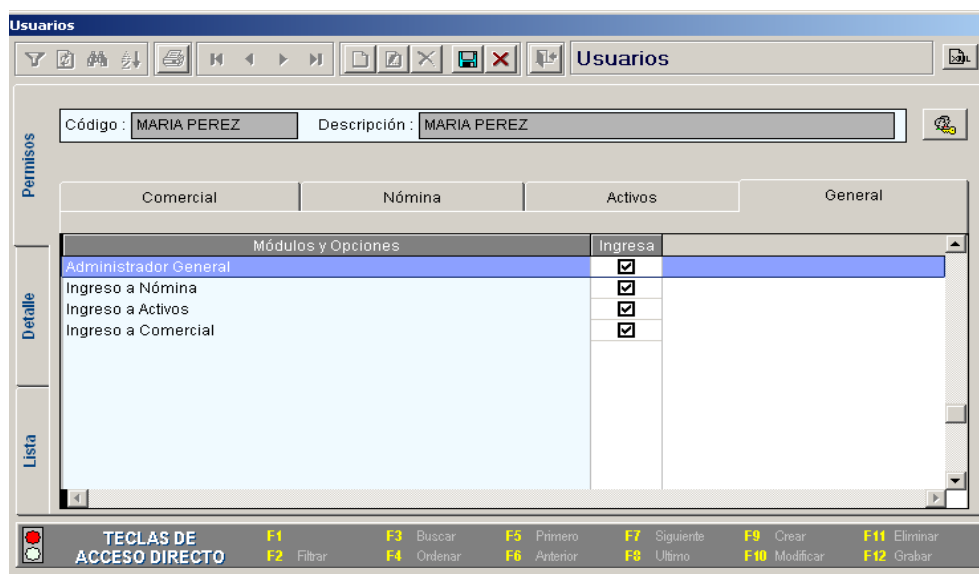 Usuarios
Usuarios
XQL
Permisos
Detalle
Lista
Código : MARIA PEREZ Descripción : MARIA PEREZ
Comercial Nómina Activos General
Módulos y Opciones Ingresa
Administrador General
Ingreso a Nómina
Ingreso a Activos
Ingreso a Comercial
TECLAS DE F1 F3 Buscar F5 Primero F7 Siguiente F9 Crear F11 Eliminar
ACCESO DIRECTO F2 Filtrar F4 Ordenar F6 Anterior F8 Ultimo F10 Modificar F12 Grabar